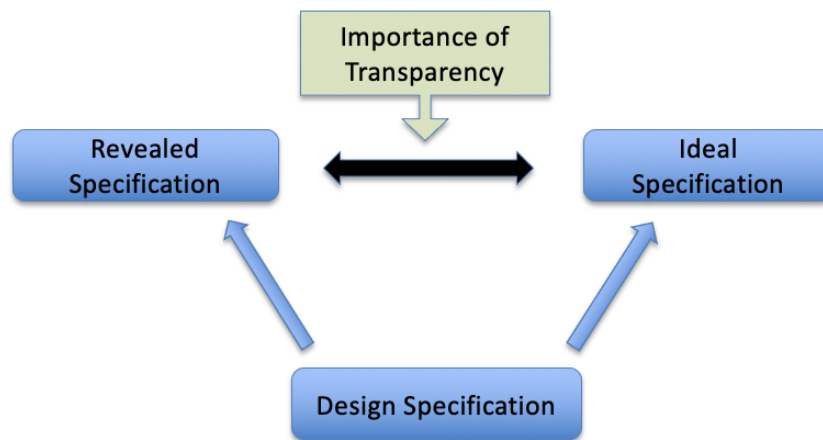 Importance of
Transparency
Revealed
Specification
Ideal
Specification
Design Specification